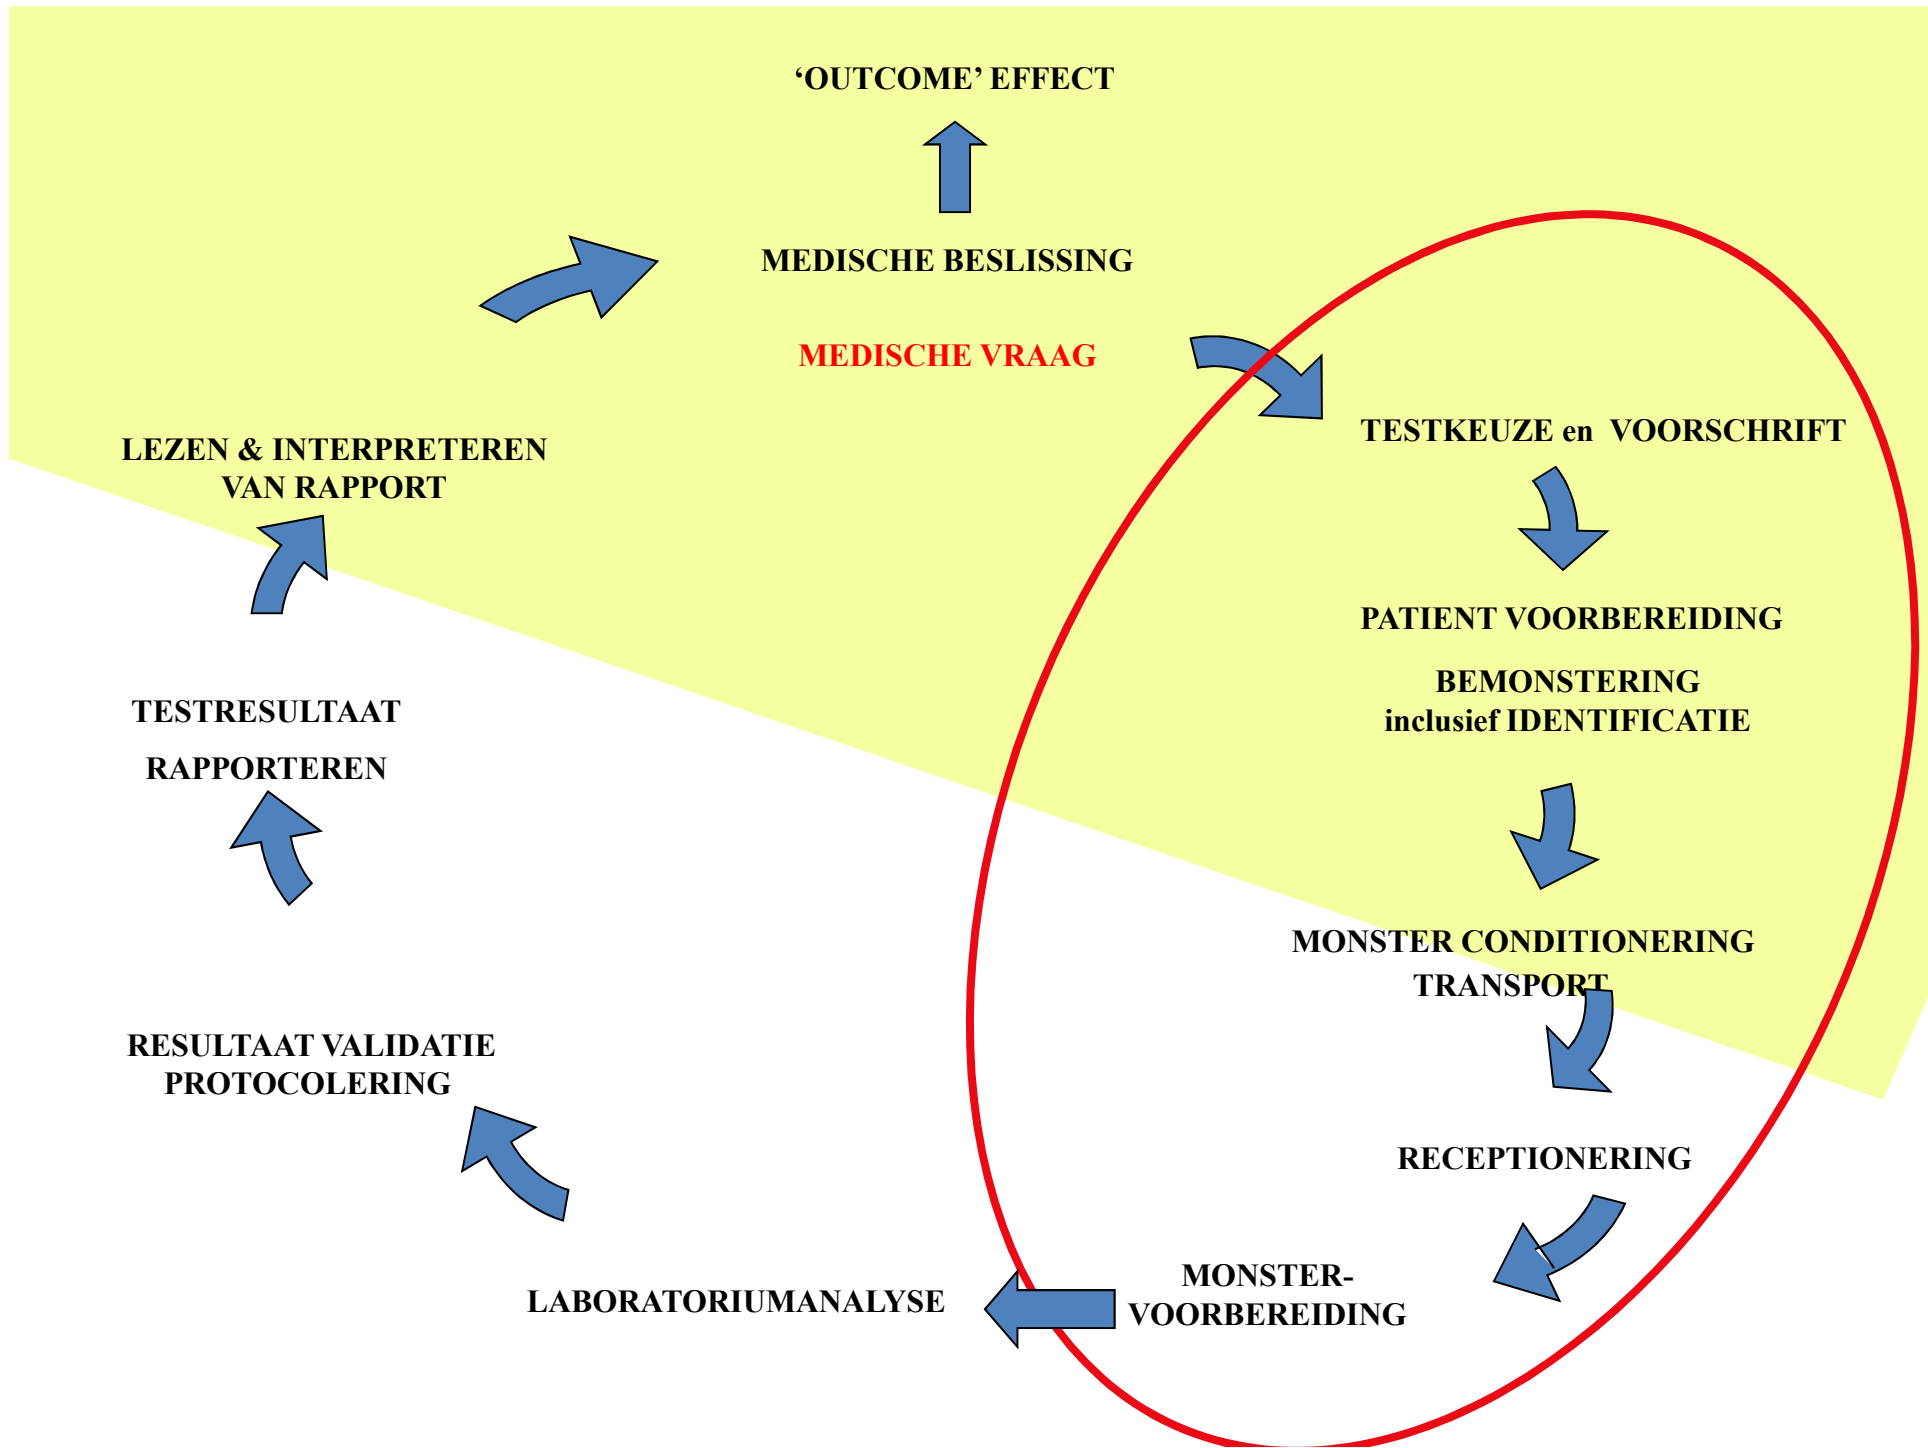 ‘OUTCOME’ EFFECT
MEDISCHE BESLISSING
MEDISCHE VRAAG
TESTKEUZE en VOORSCHRIFT
PATIENT VOORBEREIDING
BEMONSTERING
inclusief IDENTIFICATIE
MONSTER CONDITIONERING
TRANSPORT
RECEPTIONERING
MONSTER-
VOORBEREIDING
LABORATORIUMANALYSE
RESULTAAT VALIDATIE
PROTOCOLERING
TESTRESULTAAT
RAPPORTEREN
LEZEN & INTERPRETEREN
VAN RAPPORT